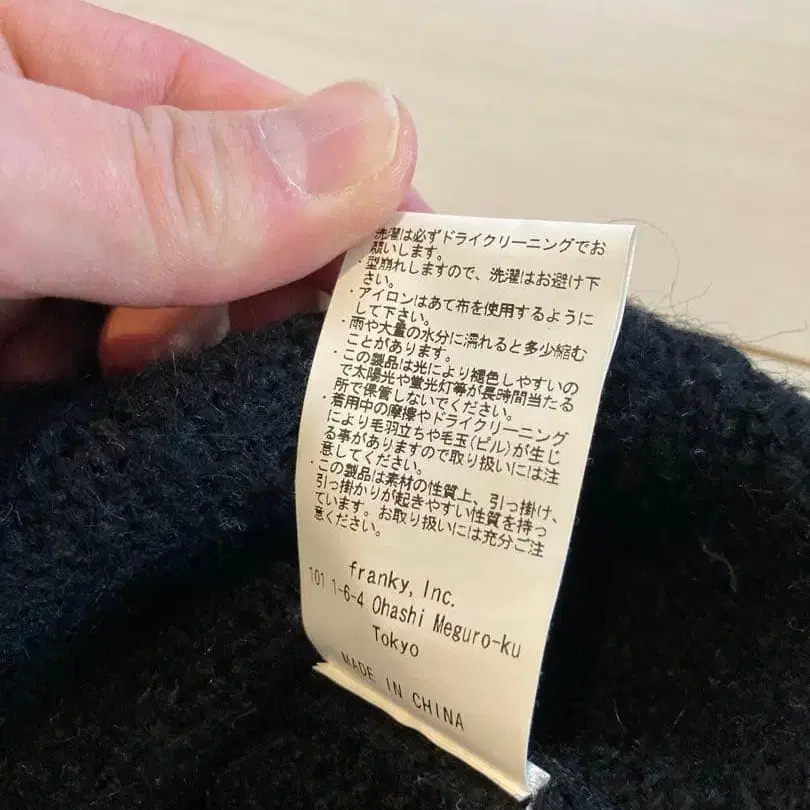 洗濯は必ずドライクリーニングでお
願いします。
・型崩れしますので、洗濯はお避け下
さい。
・アイロンはあて布を使用するように
して下さい。
・雨や大量の水分に濡れると多少縮む
ことがあります。
・この製品は光により褪色しやすいの
で太陽光や蛍光灯等が長時間当たる
所で保管しないでください。
・着用中の摩擦やドライクリーニング
により毛羽立ちや毛玉(ピル)が生じ
る事がありますので取り扱いには注
意してください。
・この製品は素材の性質上、引っ掛け、
引っ掛かりが起きやすい性質を持っ
ています。お取り扱いには充分ご注
意ください。
franky, Inc.
101 1-6-4 Ohashi Meguro-ku
Tokyo
MADE IN CHINA